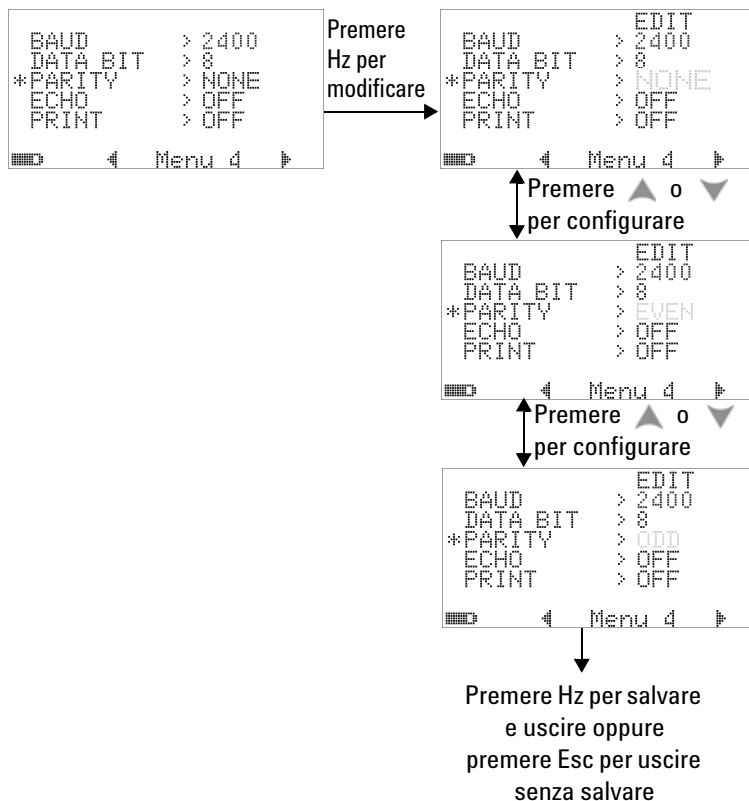 BAUD > 2400
DATA BIT > 8
*PARITY > NONE
ECHO > OFF
PRINT > OFF
Menu 4
Premere
Hz per
modificare
EDIT
BAUD > 2400
DATA BIT > 8
*PARITY > NONE
ECHO > OFF
PRINT > OFF
Menu 4
Premere o
per configurare
EDIT
BAUD > 2400
DATA BIT > 8
*PARITY > EVEN
ECHO > OFF
PRINT > OFF
Menu 4
Premere o
per configurare
EDIT
BAUD > 2400
DATA BIT > 8
*PARITY > ODD
ECHO > OFF
PRINT > OFF
Menu 4
Premere Hz per salvare
e uscire oppure
premere Esc per uscire
senza salvare